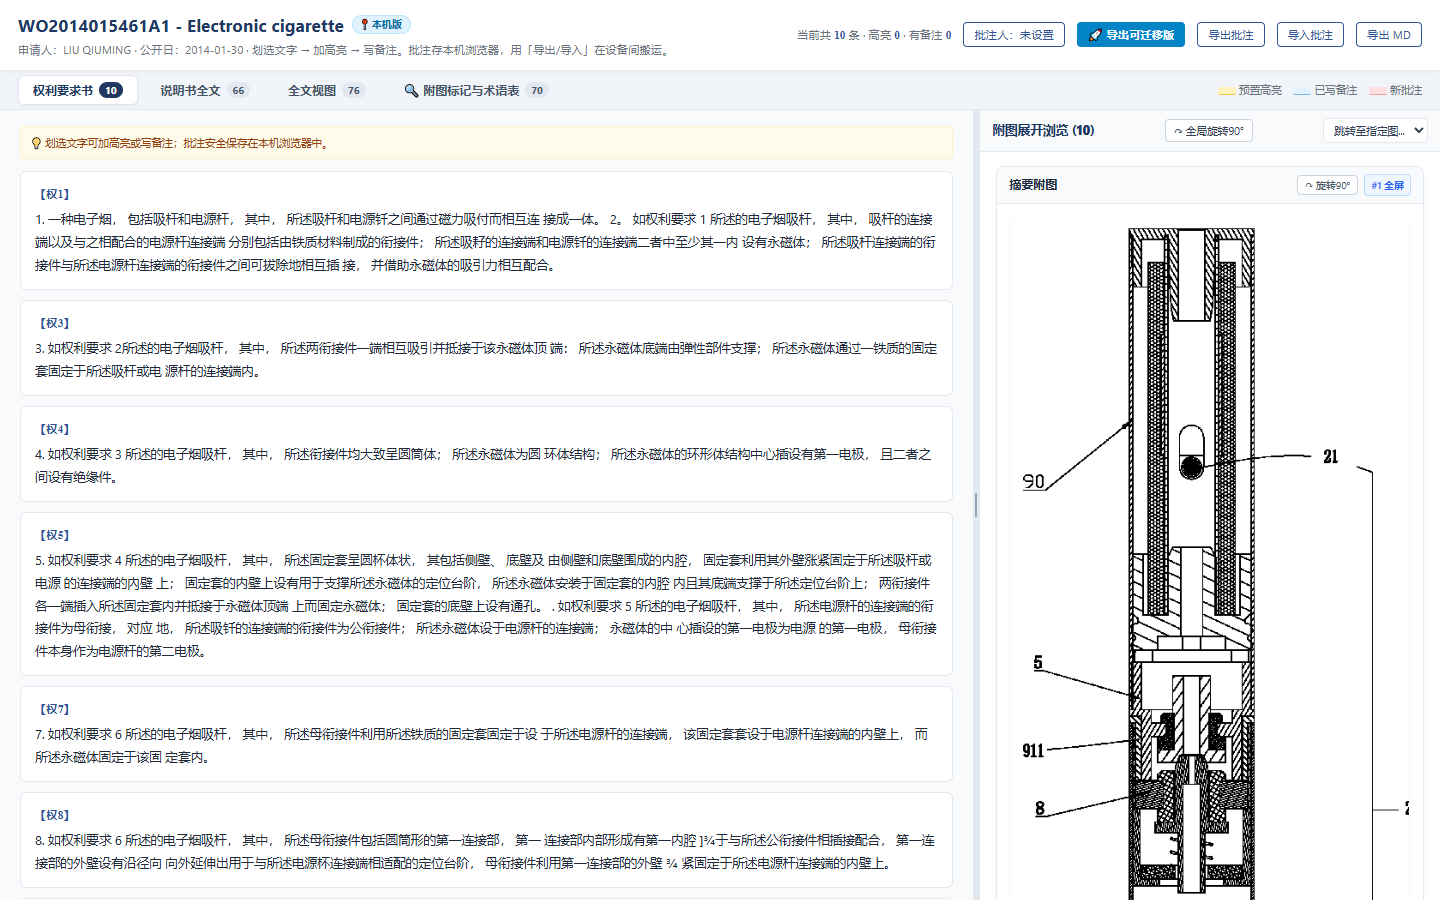 WO2014015461A1 - Electronic cigarette 📍本机版
申请人：LIU QIUMING · 公开日：2014-01-30 · 划选文字 → 加高亮 → 写备注。批注存本机浏览器，用「导出/导入」在设备间搬运。
当前共 10 条 · 高亮 0 · 有备注 0
批注人：未设置
🚀 导出可迁移版
导出批注
导入批注
导出 MD
权利要求书 10
说明书全文 66
全文视图 76
🔍 附图标记与术语表 70
预置高亮
已写备注
新批注
💡 划选文字可加高亮或写备注；批注安全保存在本机浏览器中。
【权1】
1. 一种电子烟， 包括吸杆和电源杆， 其中， 所述吸杆和电源钎之间通过磁力吸付而相互连 接成一体。 2。 如权利要求 1 所述的电子烟吸杆， 其中， 吸杆的连接
端以及与之相配合的电源杆连接端 分别包括由铁质材料制成的衔接件； 所述吸籽的连接端和电源钎的连接端二者中至少其一内 设有永磁体； 所述吸杆连接端的衔
接件与所述电源杆连接端的衔接件之间可拔除地相互插 接， 并借助永磁体的吸引力相互配合。
【权3】
3. 如权利要求 2所述的电子烟吸杆， 其中， 所述两衔接件一端相互吸引并抵接于该永磁体顶 端： 所述永磁体底端由弹性部件支撑； 所述永磁体通过一铁质的固定
套固定于所述吸杆或电 源杆的连接端内。
【权4】
4. 如权利要求 3 所述的电子烟吸杆， 其中， 所述衔接件均大致呈圆筒体； 所述永磁体为圆 环体结构； 所述永磁体的环形体结构中心插设有第一电极， 且二者之
间设有绝缘件。
【权5】
5. 如权利要求 4 所述的电子烟吸杆， 其中， 所述固定套呈圆杯体状， 其包括侧壁、 底壁及 由侧壁和底壁围成的内腔， 固定套利用其外壁涨紧固定于所述吸杆或
电源 的连接端的内壁 上； 固定套的内壁上设有用于支撑所述永磁体的定位台阶， 所述永磁体安装于固定套的内腔 内且其底端支撑于所述定位台阶上； 两衔接件
各一端插入所述固定套内并抵接于永磁体顶端 上而固定永磁体； 固定套的底壁上设有通孔。 . 如权利要求 5 所述的电子烟吸杆， 其中， 所述电源杆的连接端的衔
接件为母衔接， 对应 地， 所述吸钎的连接端的衔接件为公衔接件； 所述永磁体设于电源杆的连接端； 永磁体的中 心插设的第一电极为电源 的第一电极， 母衔接
件本身作为电源杆的第二电极。
【权7】
7. 如权利要求 6 所述的电子烟吸杆， 其中， 所述母衔接件利用所述铁质的固定套固定于设 于所述电源杆的连接端， 该固定套套设于电源杆连接端的内壁上， 而
所述永磁体固定于该固 定套内。
【权8】
8. 如权利要求 6 所述的电子烟吸杆， 其中， 所述母衔接件包括圆筒形的第一连接部， 第一 连接部内部形成有第一内腔 ]¾于与所述公衔接件相插接配合， 第一连
接部的外壁设有沿径向 向外延伸出用于与所述电源杯连接端相适配的定位台阶， 母衔接件利用第一连接部的外壁 ¾ 紧固定于所述电源杆连接端的内壁上。
附图展开浏览 (10)
↷ 全局旋转90°
跳转至指定图...
摘要附图
↷ 旋转90°
#1 全屏
21
90
5
911
8